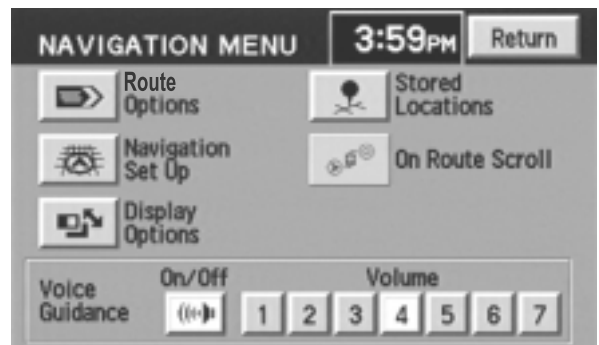 NAVIGATION MENU 3:59PM Return
Route
Options
Stored
Locations
Navigation
Set Up
On Route Scroll
Display
Options
Voice
Guidance
On/Off
Volume
1 2 3 4 5 6 7